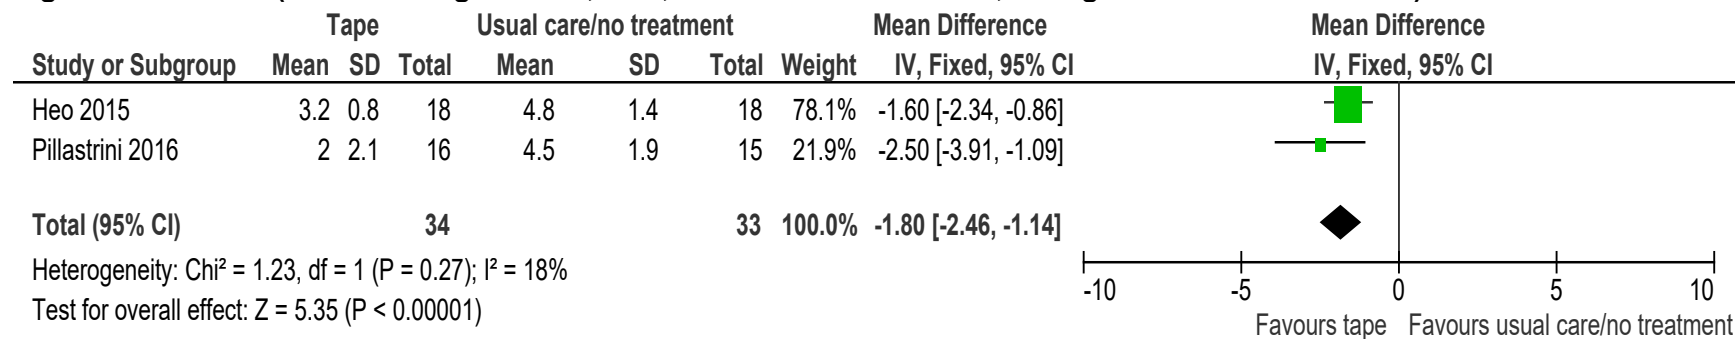 Tape Usual care/no treatment Mean Difference Mean Difference
Study or Subgroup Mean SD Total Mean SD Total Weight IV, Fixed, 95% CI IV, Fixed, 95% CI
Heo 2015 3.2 0.8 18 4.8 1.4 18 78.1% -1.60 [-2.34, -0.86]
Pillastrini 2016 2 2.1 16 4.5 1.9 15 21.9% -2.50 [-3.91, -1.09]
Total (95% CI) 34 33 100.0% -1.80 [-2.46, -1.14]
Heterogeneity: Chi² = 1.23, df = 1 (P = 0.27); I² = 18%
Test for overall effect: Z = 5.35 (P < 0.00001)
-10 -5 0 5 10
Favours tape Favours usual care/no treatment